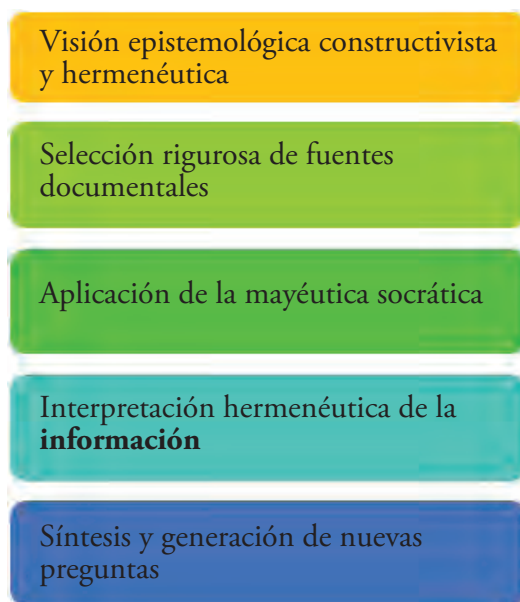 Visión epistemológica constructivista
y hermenéutica
Selección rigurosa de fuentes
documentales
Aplicación de la mayéutica socrática
Interpretación hermenéutica de la
información
Síntesis y generación de nuevas
preguntas